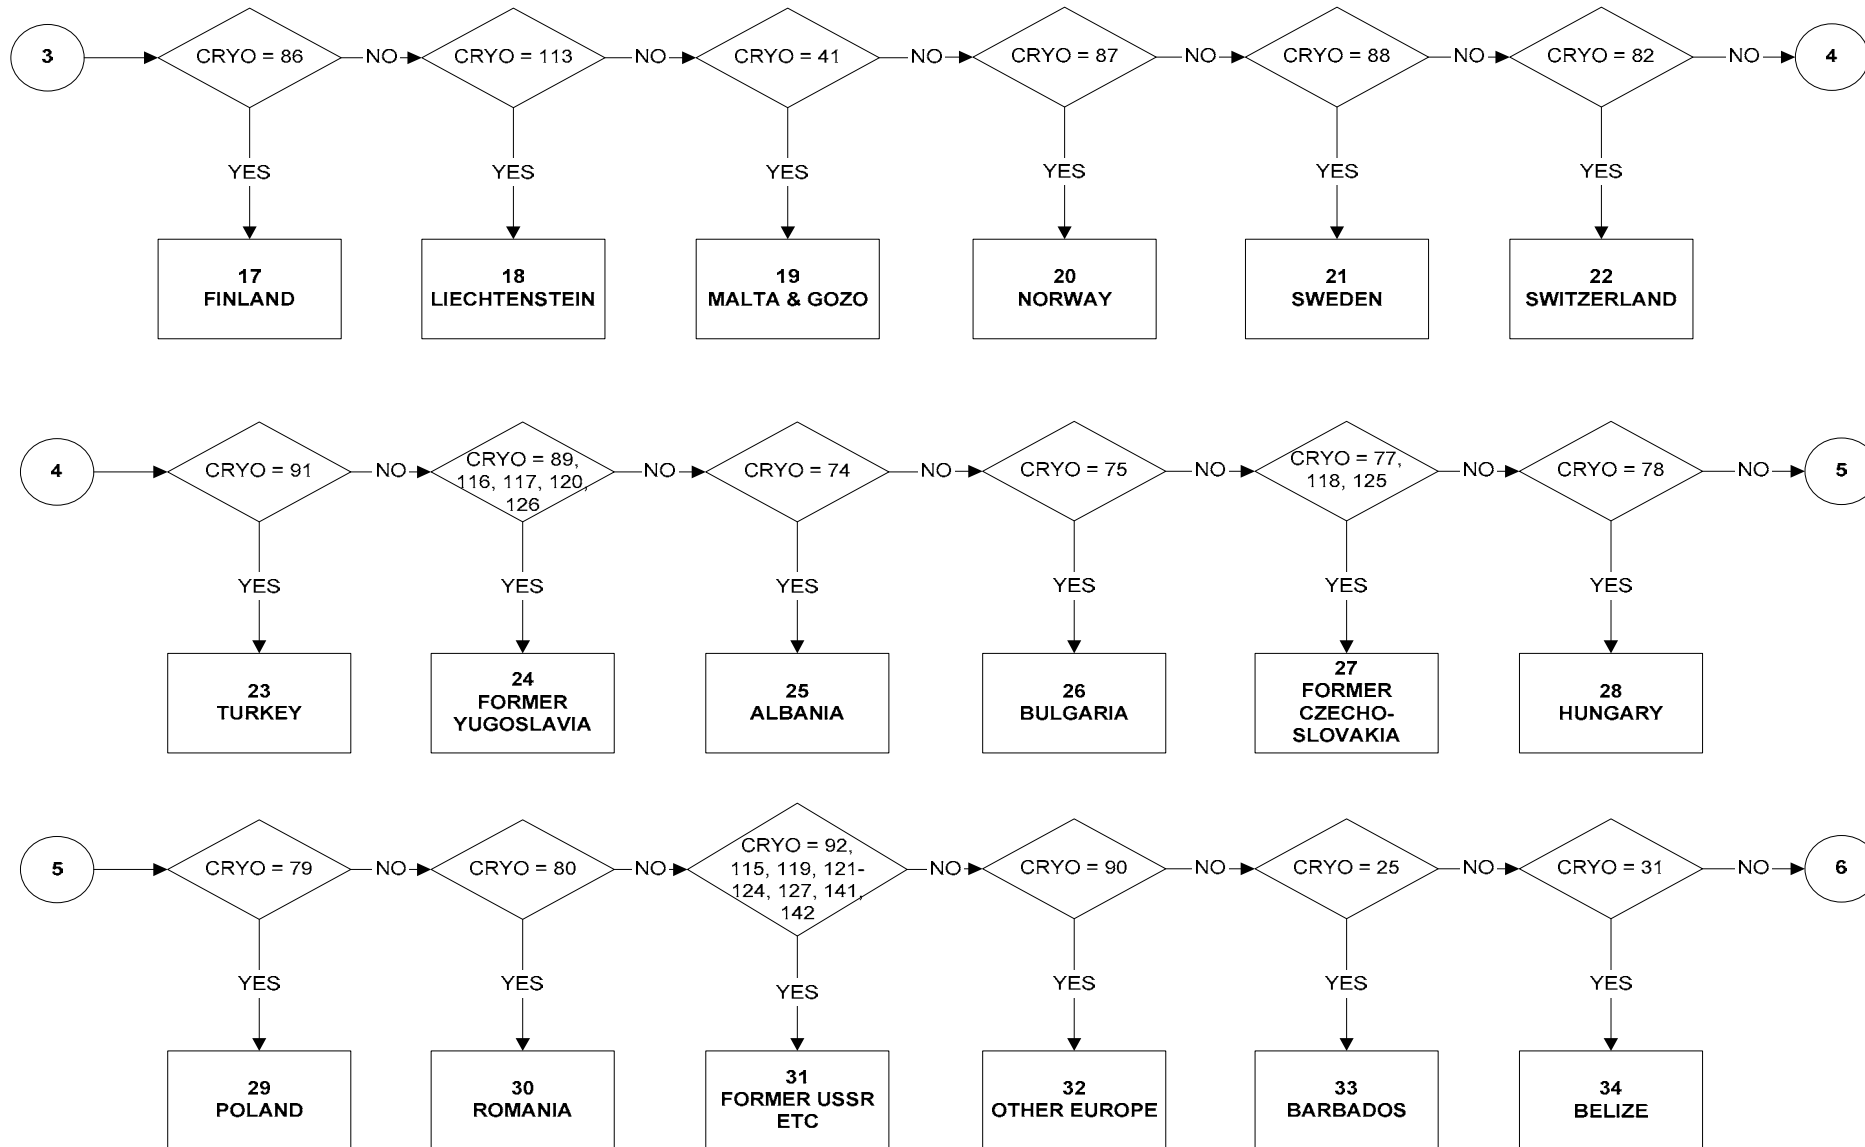 3
CRYO = 86
NO
CRYO = 113
NO
CRYO = 41
NO
CRYO = 87
NO
CRYO = 88
NO
CRYO = 82
NO
4
YES
YES
YES
YES
YES
YES
17
FINLAND
18
LIECHTENSTEIN
19
MALTA & GOZO
20
NORWAY
21
SWEDEN
22
SWITZERLAND
4
CRYO = 91
NO
CRYO = 89,
116, 117, 120,
126
NO
CRYO = 74
NO
CRYO = 75
NO
CRYO = 77,
118, 125
NO
CRYO = 78
NO
5
YES
YES
YES
YES
YES
YES
23
TURKEY
24
FORMER
YUGOSLAVIA
25
ALBANIA
26
BULGARIA
27
FORMER
CZECHO-
SLOVAKIA
28
HUNGARY
5
CRYO = 79
NO
CRYO = 80
NO
CRYO = 92,
115, 119, 121-
124, 127, 141,
142
NO
CRYO = 90
NO
CRYO = 25
NO
CRYO = 31
NO
6
YES
YES
YES
YES
YES
YES
29
POLAND
30
ROMANIA
31
FORMER USSR
ETC
32
OTHER EUROPE
33
BARBADOS
34
BELIZE